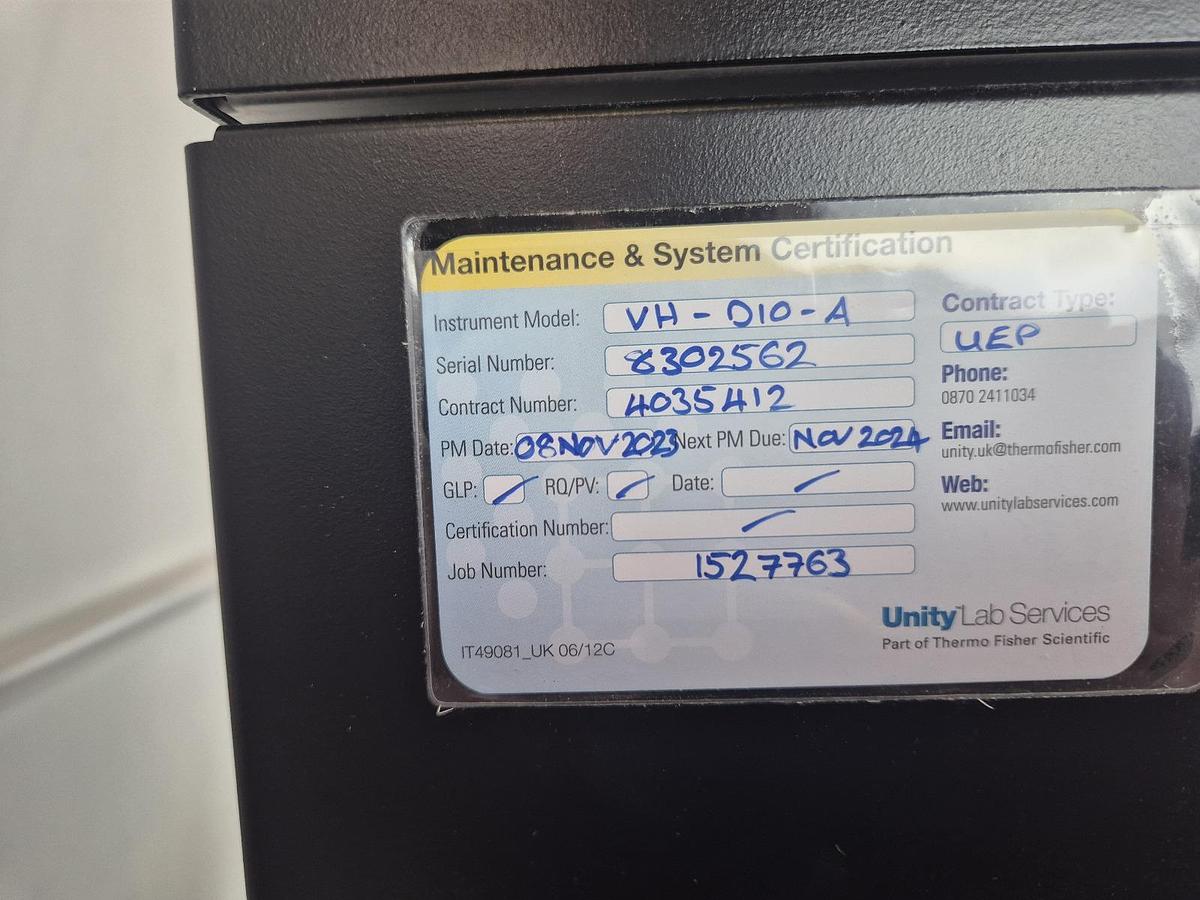 Maintenance & System Certification
Instrument Model: VH-D10-A
Serial Number: 8302562
Contract Number: 4035412
PM Date: 08NOV2023 Next PM Due: NOV 2024
GLP: / RQ/PV: / Date: /
Certification Number: /
Job Number: 1527763
IT49081_UK 06/12C
Contract Type:
UEP
Phone:
0870 2411034
Email:
unity.uk@thermofisher.com
Web:
www.unitylabservices.com
Unity™Lab Services
Part of Thermo Fisher Scientific